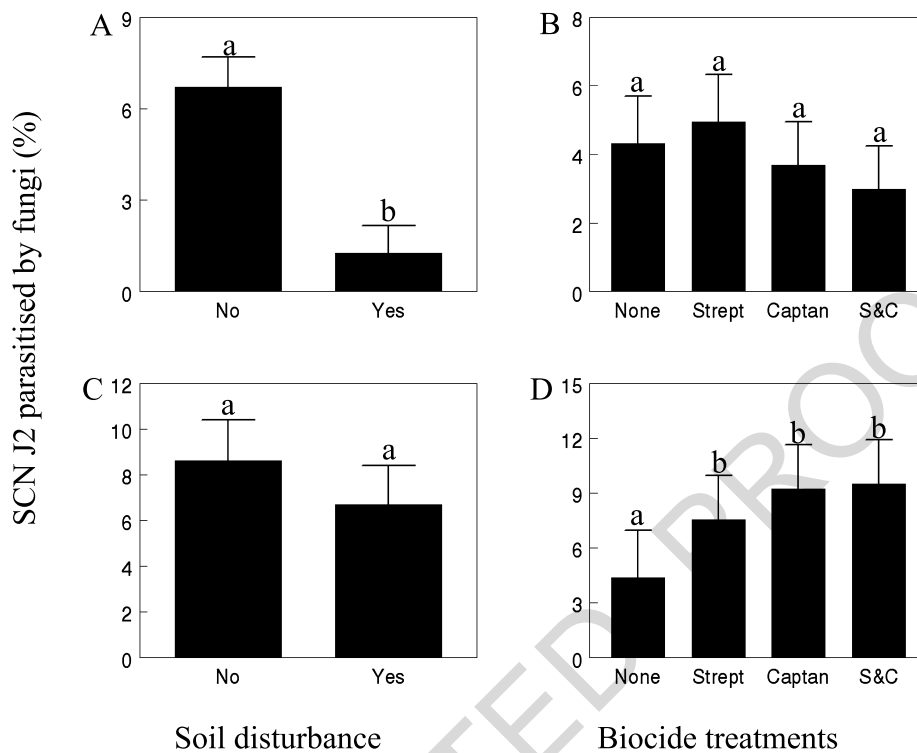 SCN J2 parasitised by fungi (%)
A
9
6
3
0
a
b
No Yes
B
8
6
4
2
0
a a a a
None Strept Captan S&C
C
12
10
8
6
4
2
0
a a
No Yes
D
15
12
9
6
3
0
a b b b
None Strept Captan S&C
Soil disturbance Biocide treatments
TED PROO